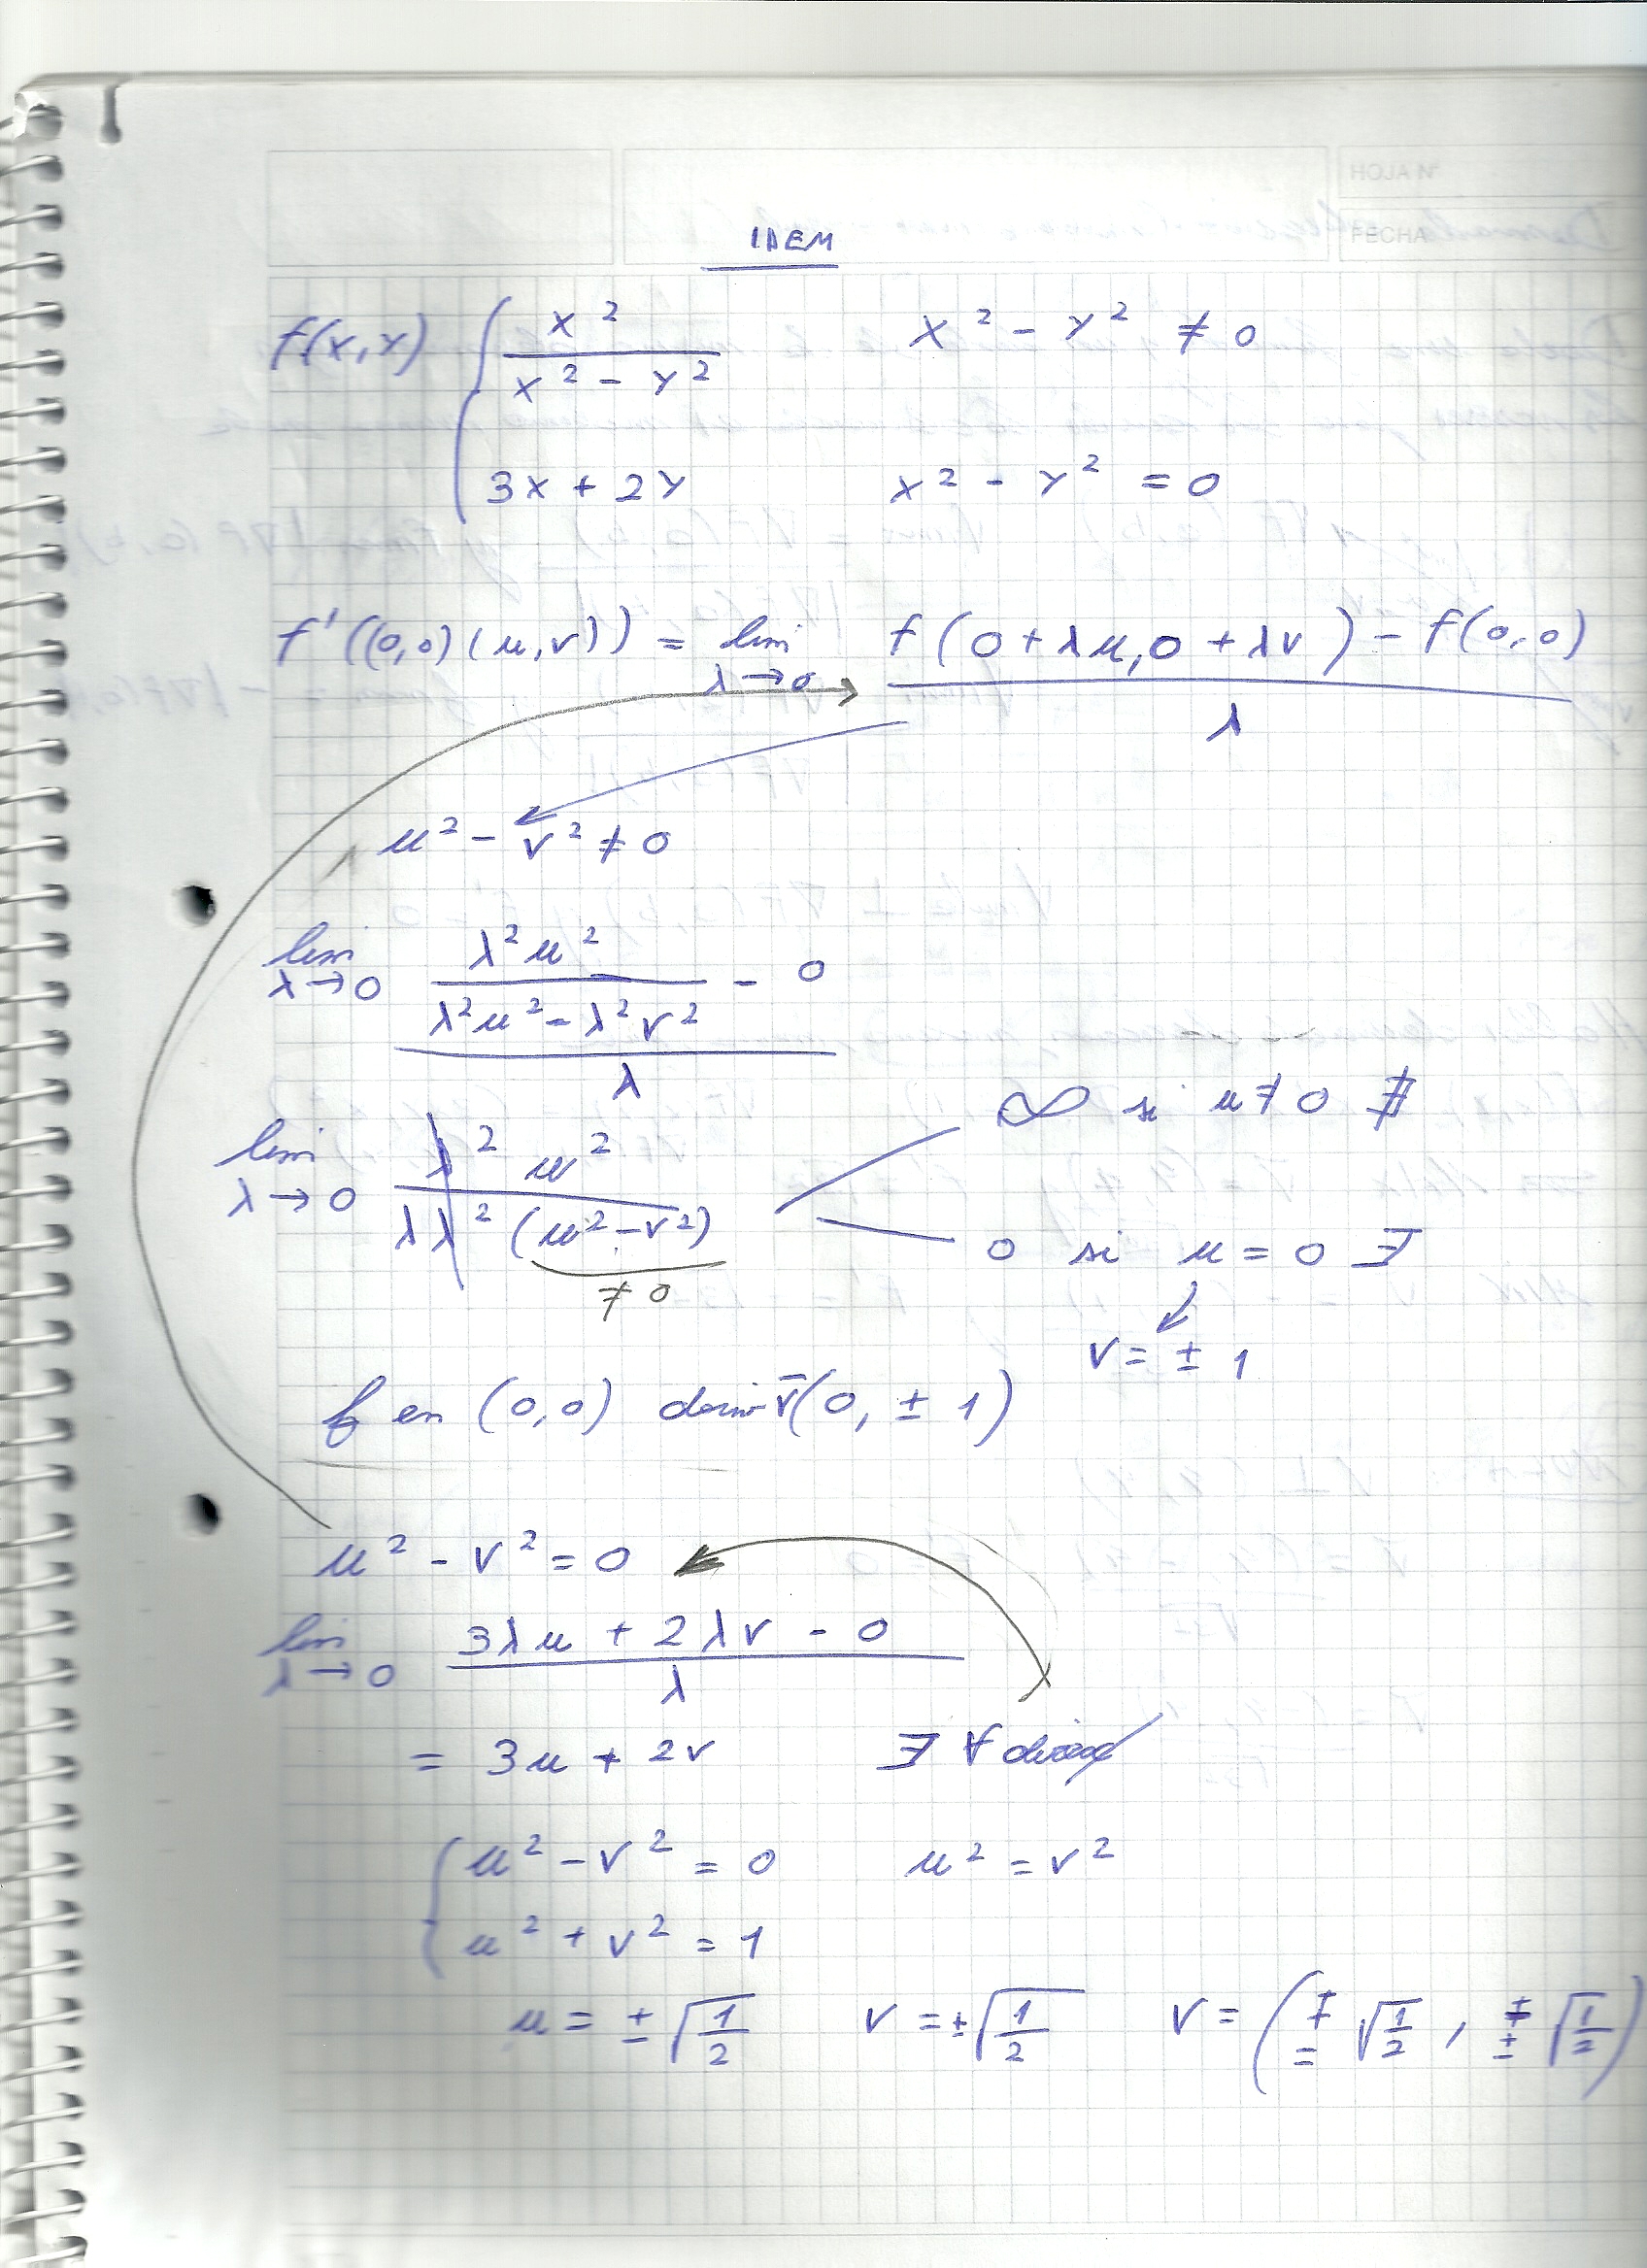 HOJA Nº
FECHA
IDEM
f(x,y) { x² / (x² - y²)    x² - y² ≠ 0
3x + 2y    x² - y² = 0
f'((0,0)(u,v)) = lim λ→0 (f(0+λu,0+λv) - f(0,0)) / λ
u² - v² ≠ 0
lim λ→0 (λ²u² / (λ²u² - λ²v²) - 0) / λ
lim λ→0 λ² u² / (λ λ² (u² - v²))    ∞ si u ≠ 0 ∄
≠ 0    0 si u = 0 ∃
v = ± 1
f en (0,0) deriv v̄(0, ± 1)
u² - v² = 0
lim λ→0 (3λu + 2λv - 0) / λ
= 3u + 2v    ∃ ∀
{ u² - v² = 0    u² = v²
u² + v² = 1
u = ± √(1/2)    v = ± √(1/2)    v = (± √(1/2), ± √(1/2))